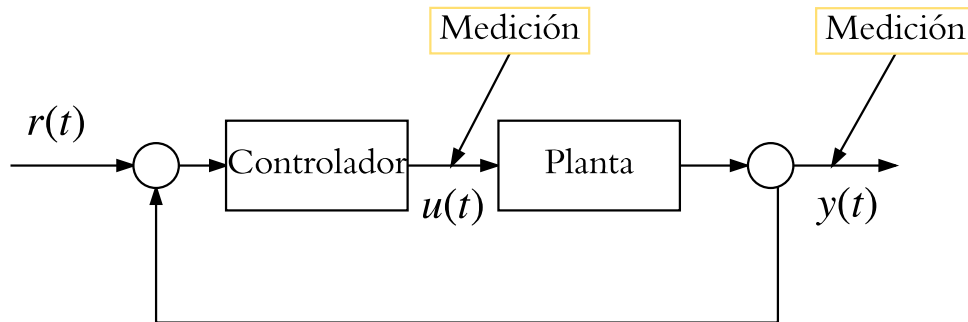 Medición
Medición
r(t)
Controlador
Planta
u(t)
y(t)